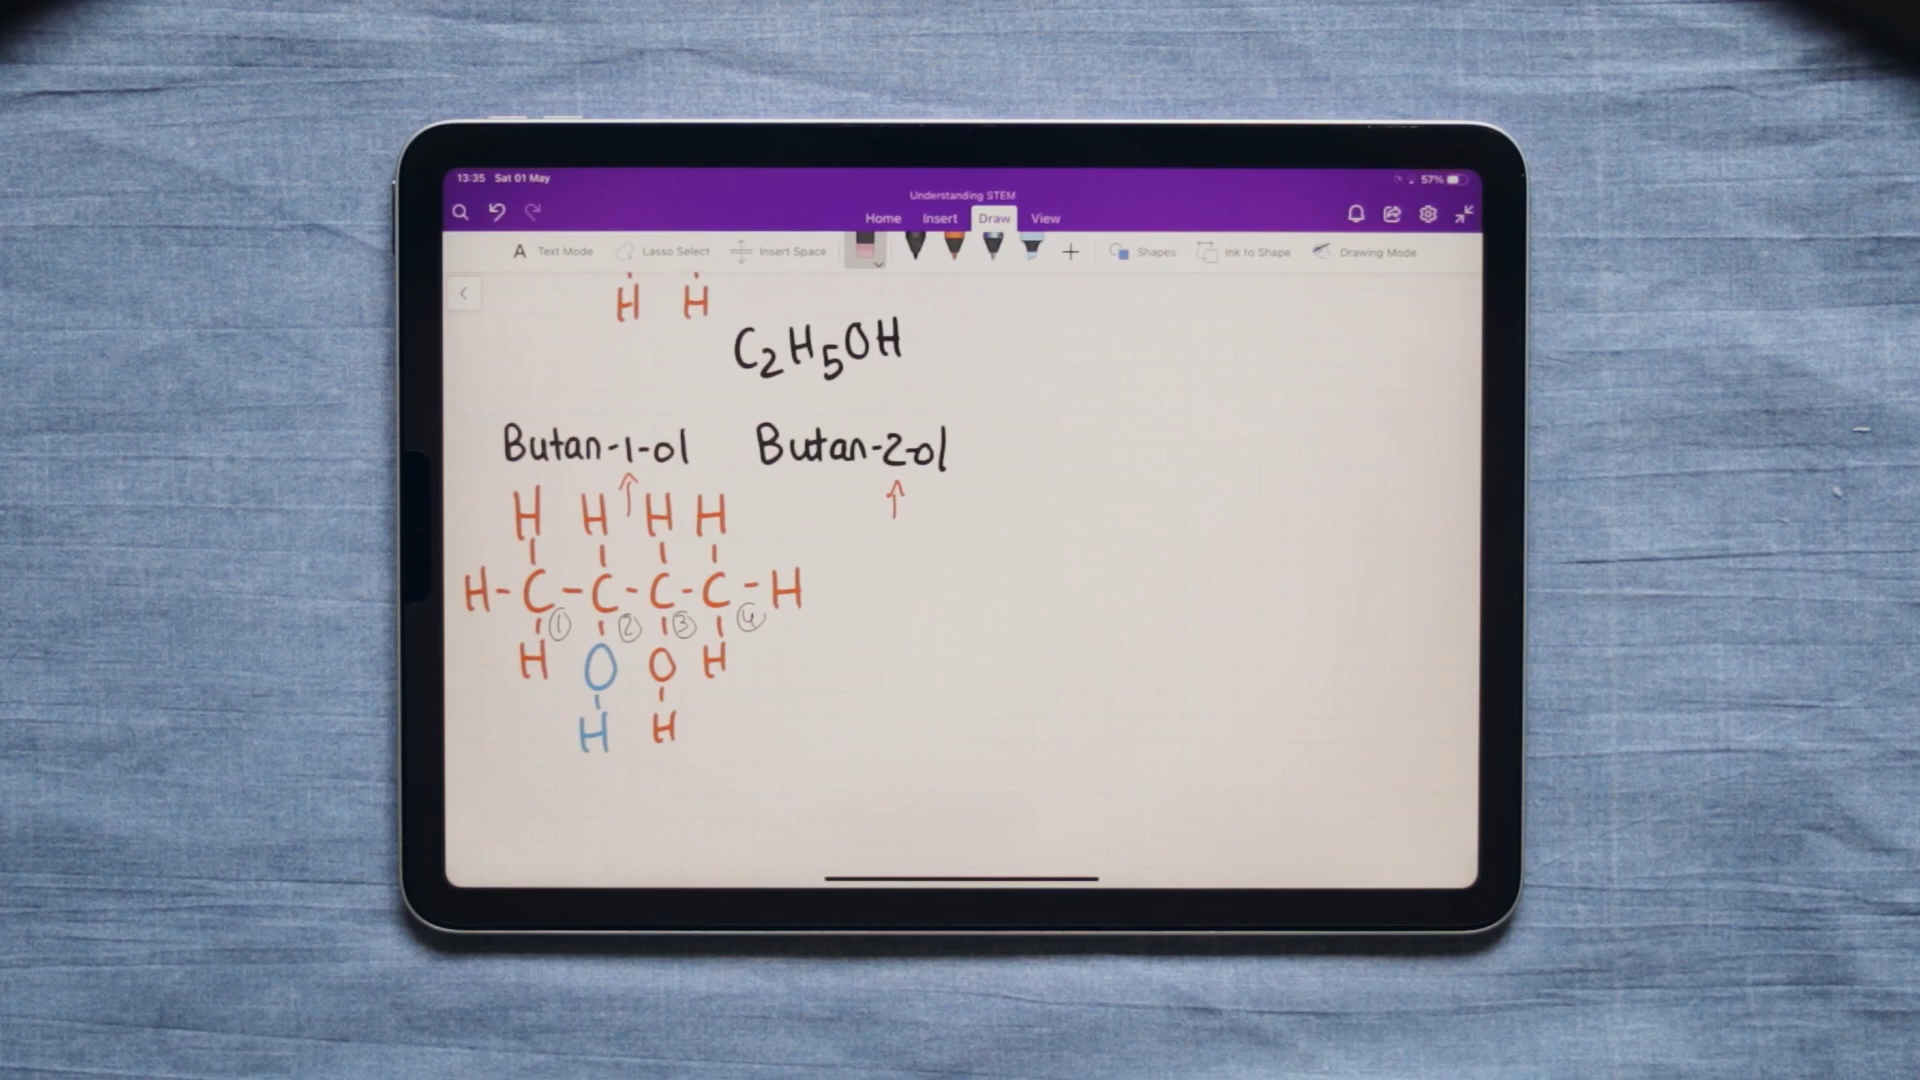 13:35 Sat 01 May
57%
Understanding STEM
Home Insert Draw View
A Text Mode Lasso Select Insert Space + Shapes Ink to Shape Drawing Mode
H H
C₂H₅OH
Butan-1-ol Butan-2-ol
H H H H
H-C-C-C-C-H
1 2 3 4
H O O H
H H